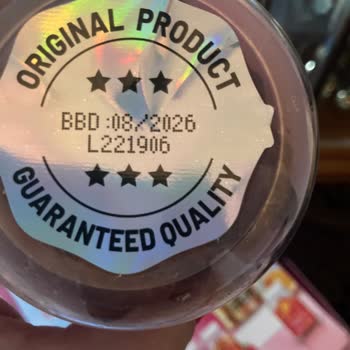 ORIGINAL PRODUCT
BBD :08/2026
L221906
GUARANTEED QUALITY